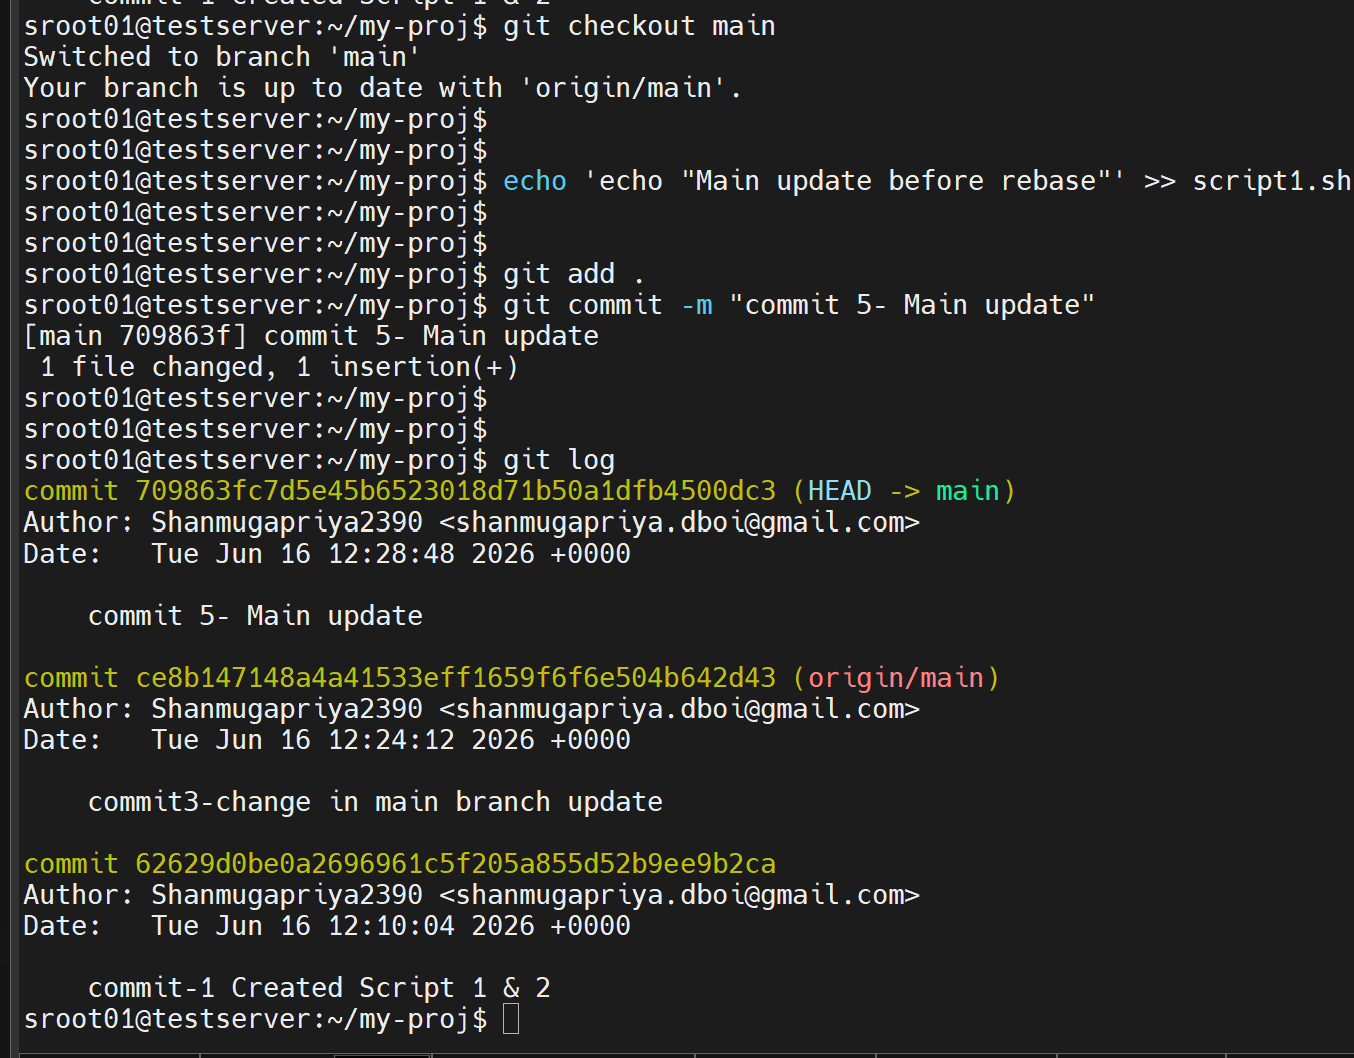 commit-1 Created Script 1 & 2
sroot01@testserver:~/my-proj$ git checkout main
Switched to branch 'main'
Your branch is up to date with 'origin/main'.
sroot01@testserver:~/my-proj$
sroot01@testserver:~/my-proj$
sroot01@testserver:~/my-proj$ echo 'echo "Main update before rebase"' >> script1.sh
sroot01@testserver:~/my-proj$
sroot01@testserver:~/my-proj$
sroot01@testserver:~/my-proj$ git add .
sroot01@testserver:~/my-proj$ git commit -m "commit 5- Main update"
[main 709863f] commit 5- Main update
 1 file changed, 1 insertion(+)
sroot01@testserver:~/my-proj$
sroot01@testserver:~/my-proj$
sroot01@testserver:~/my-proj$ git log
commit 709863fc7d5e45b6523018d71b50a1dfb4500dc3 (HEAD -> main)
Author: Shanmugapriya2390 <shanmugapriya.dboi@gmail.com>
Date:   Tue Jun 16 12:28:48 2026 +0000
    commit 5- Main update
commit ce8b147148a4a41533eff1659f6f6e504b642d43 (origin/main)
Author: Shanmugapriya2390 <shanmugapriya.dboi@gmail.com>
Date:   Tue Jun 16 12:24:12 2026 +0000
    commit3-change in main branch update
commit 62629d0be0a2696961c5f205a855d52b9ee9b2ca
Author: Shanmugapriya2390 <shanmugapriya.dboi@gmail.com>
Date:   Tue Jun 16 12:10:04 2026 +0000
    commit-1 Created Script 1 & 2
sroot01@testserver:~/my-proj$